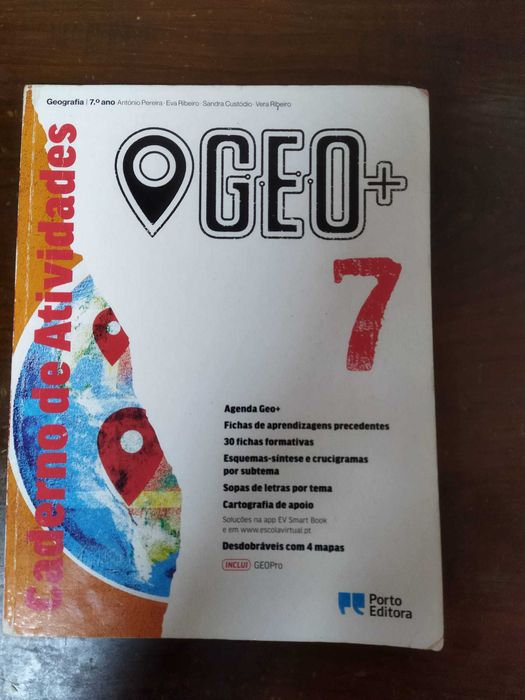 Geografia | 7.º ano António Pereira · Eva Ribeiro · Sandra Custódio · Vera Ribeiro
Caderno de Atividades
GEO+
7
Agenda Geo+
Fichas de aprendizagens precedentes
30 fichas formativas
Esquemas-síntese e crucigramas
por subtema
Sopas de letras por tema
Cartografia de apoio
Soluções na app EV Smart Book
e em www.escolavirtual.pt
Desdobráveis com 4 mapas
INCLUI GEOPro
Porto
Editora